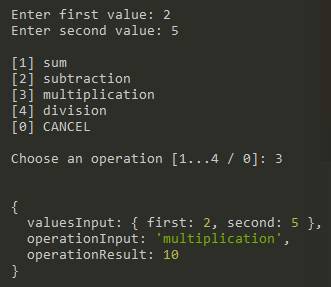 Enter first value: 2
Enter second value: 5
[1] sum
[2] subtraction
[3] multiplication
[4] division
[0] CANCEL
Choose an operation [1...4 / 0]: 3
{
  valuesInput: { first: 2, second: 5 },
  operationInput: 'multiplication',
  operationResult: 10
}